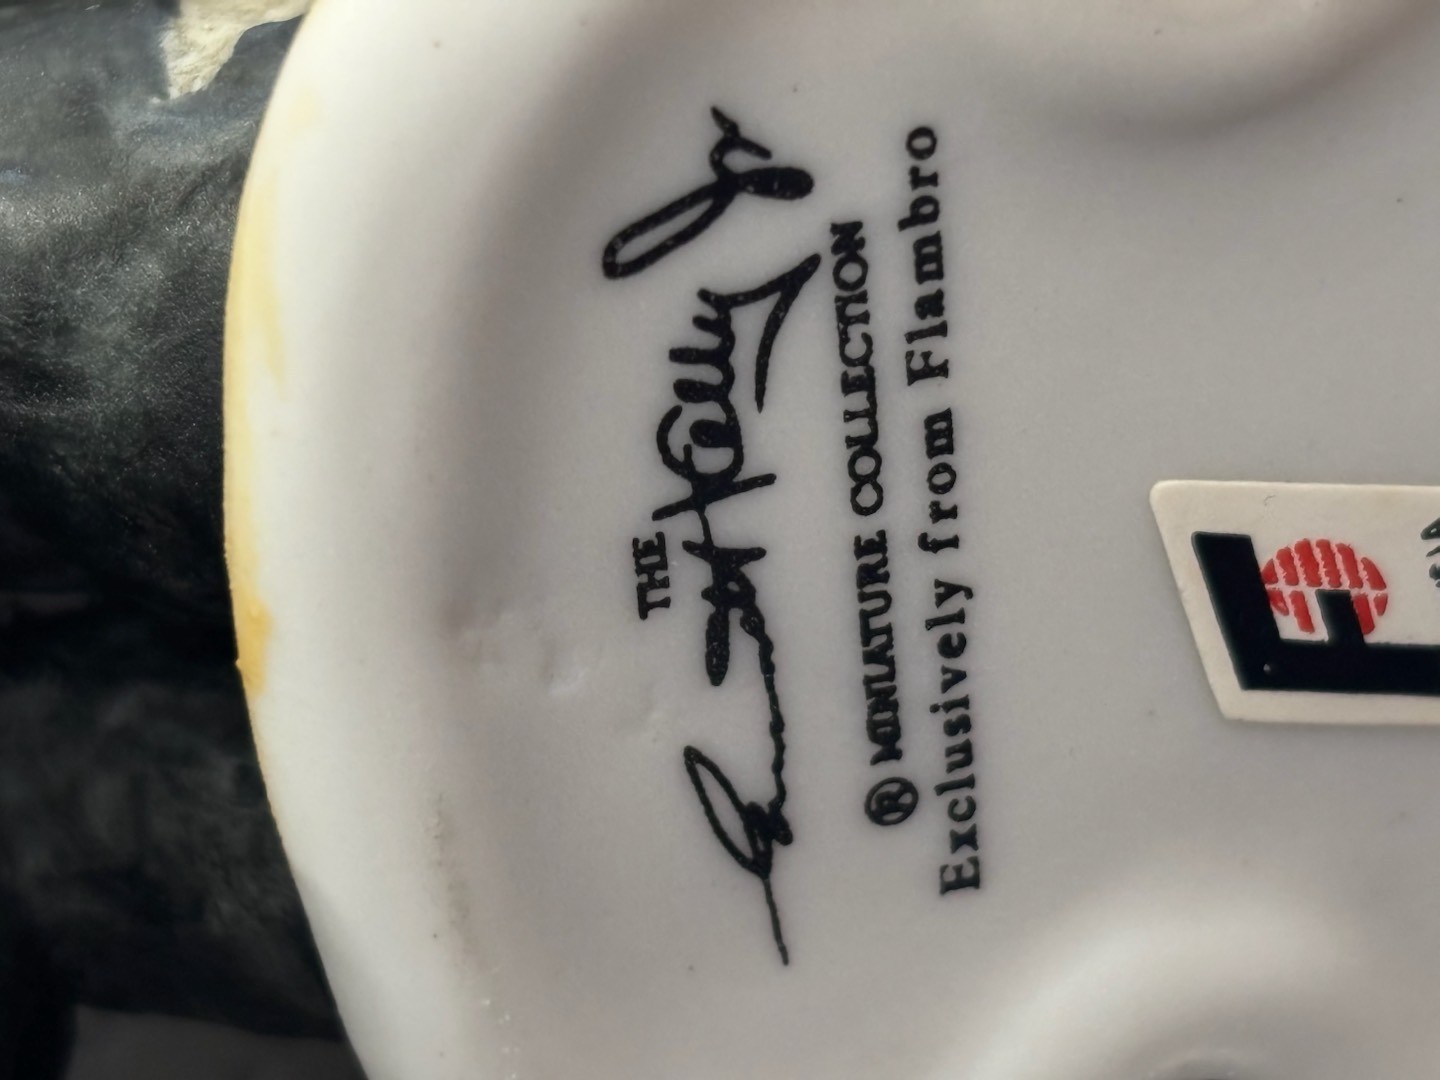 THE
Emmett Kelly Jr
® MINIATURE COLLECTION
Exclusively from Flambro
F